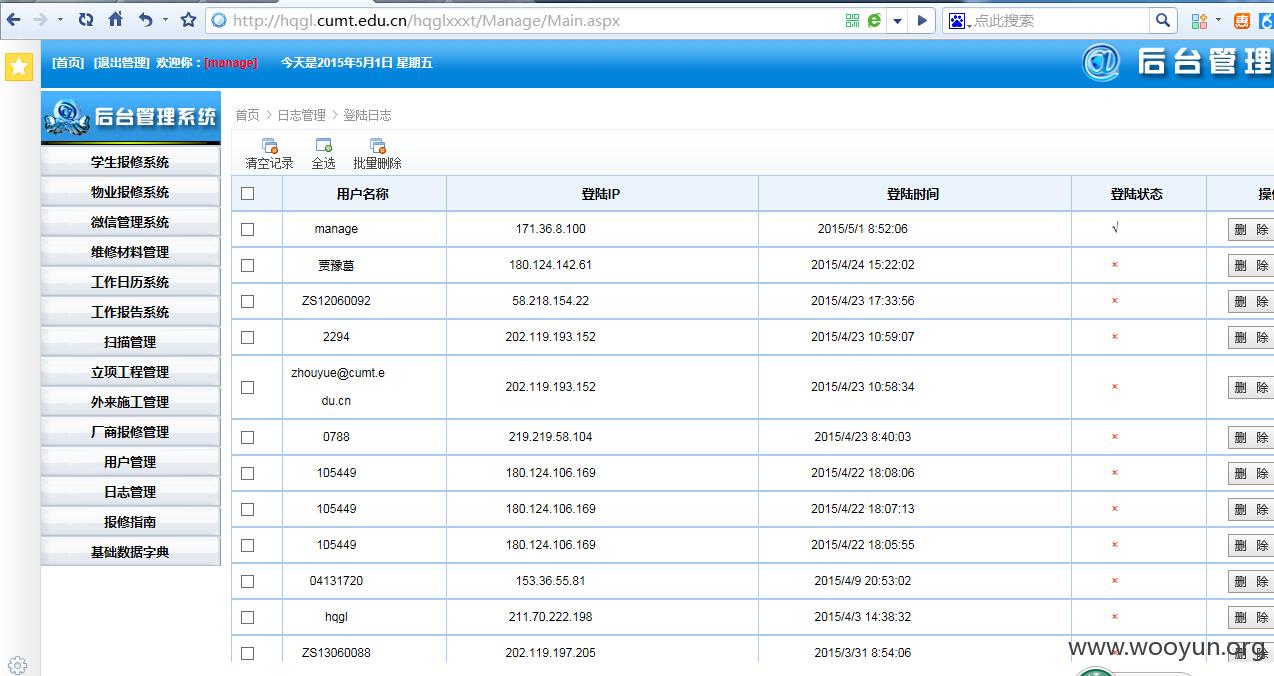 http://hqgl.cumt.edu.cn/hqglxxxt/Manage/Main.aspx
点此搜索
[首页] [退出管理] 欢迎你：[manage] 今天是2015年5月1日 星期五
后台管理
后台管理系统
学生报修系统
物业报修系统
微信管理系统
维修材料管理
工作日历系统
工作报告系统
扫描管理
立项工程管理
外来施工管理
厂商报修管理
用户管理
日志管理
报修指南
基础数据字典
首页 > 日志管理 > 登陆日志
清空记录 全选 批量删除
用户名称 登陆IP 登陆时间 登陆状态
manage 171.36.8.100 2015/5/1 8:52:06 √ 删 除
贾豫菖 180.124.142.61 2015/4/24 15:22:02 × 删 除
ZS12060092 58.218.154.22 2015/4/23 17:33:56 × 删 除
2294 202.119.193.152 2015/4/23 10:59:07 × 删 除
zhouyue@cumt.e
du.cn 202.119.193.152 2015/4/23 10:58:34 × 删 除
0788 219.219.58.104 2015/4/23 8:40:03 × 删 除
105449 180.124.106.169 2015/4/22 18:08:06 × 删 除
105449 180.124.106.169 2015/4/22 18:07:13 × 删 除
105449 180.124.106.169 2015/4/22 18:05:55 × 删 除
04131720 153.36.55.81 2015/4/9 20:53:02 × 删 除
hqgl 211.70.222.198 2015/4/3 14:38:32 × 删 除
ZS13060088 202.119.197.205 2015/3/31 8:54:06 × 删 除
www.wooyun.org